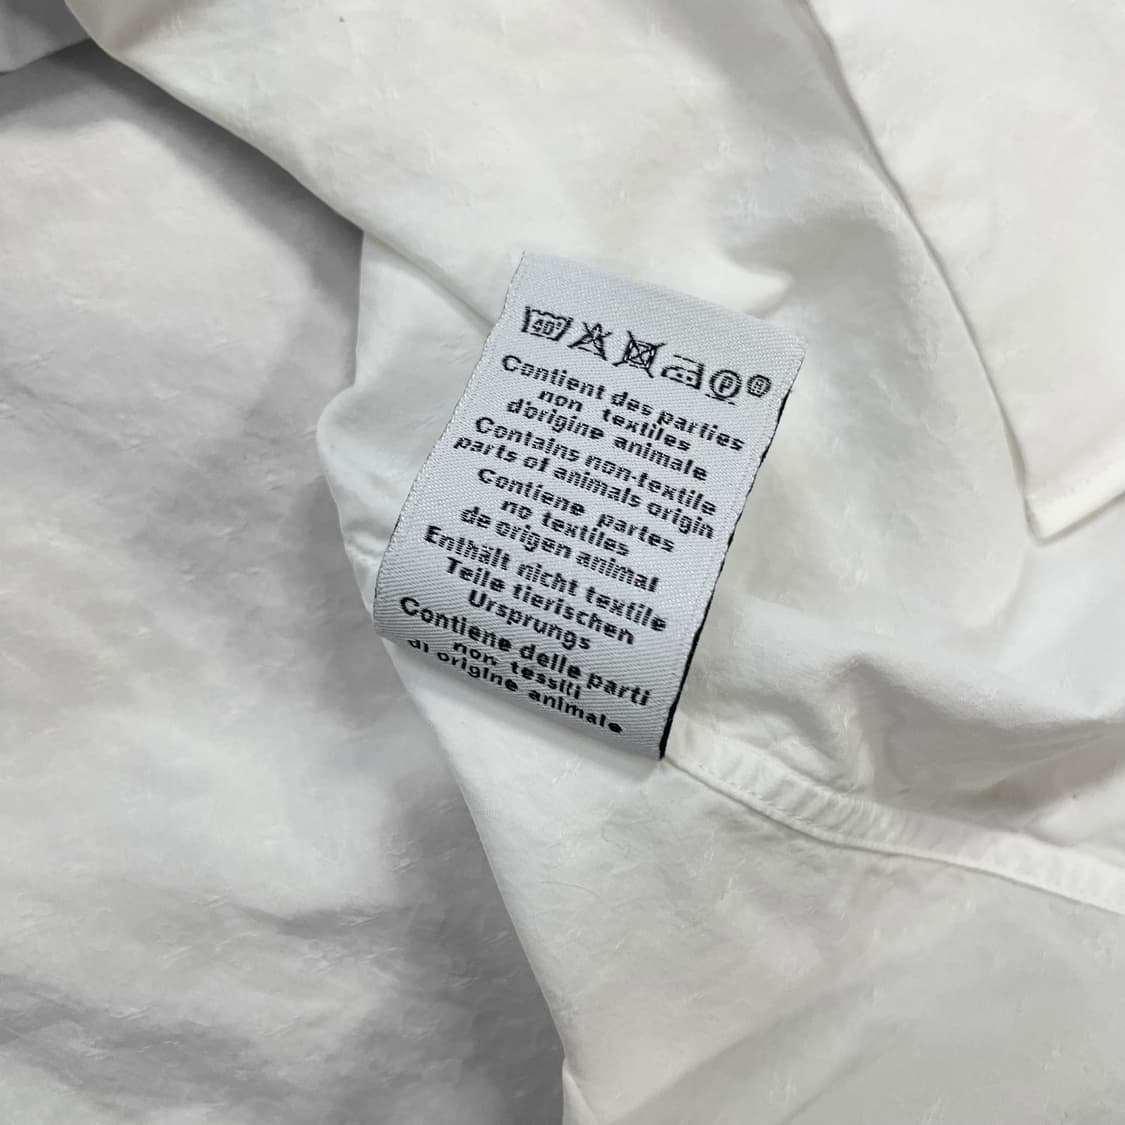 40°
P ®
Contient des parties
non textiles
d'origine animale
Contains non-textile
parts of animals origin
Contiene partes
no textiles
de origen animal
Enthält nicht textile
Teile tierischen
Ursprungs
Contiene delle parti
non tessili
di origine animale